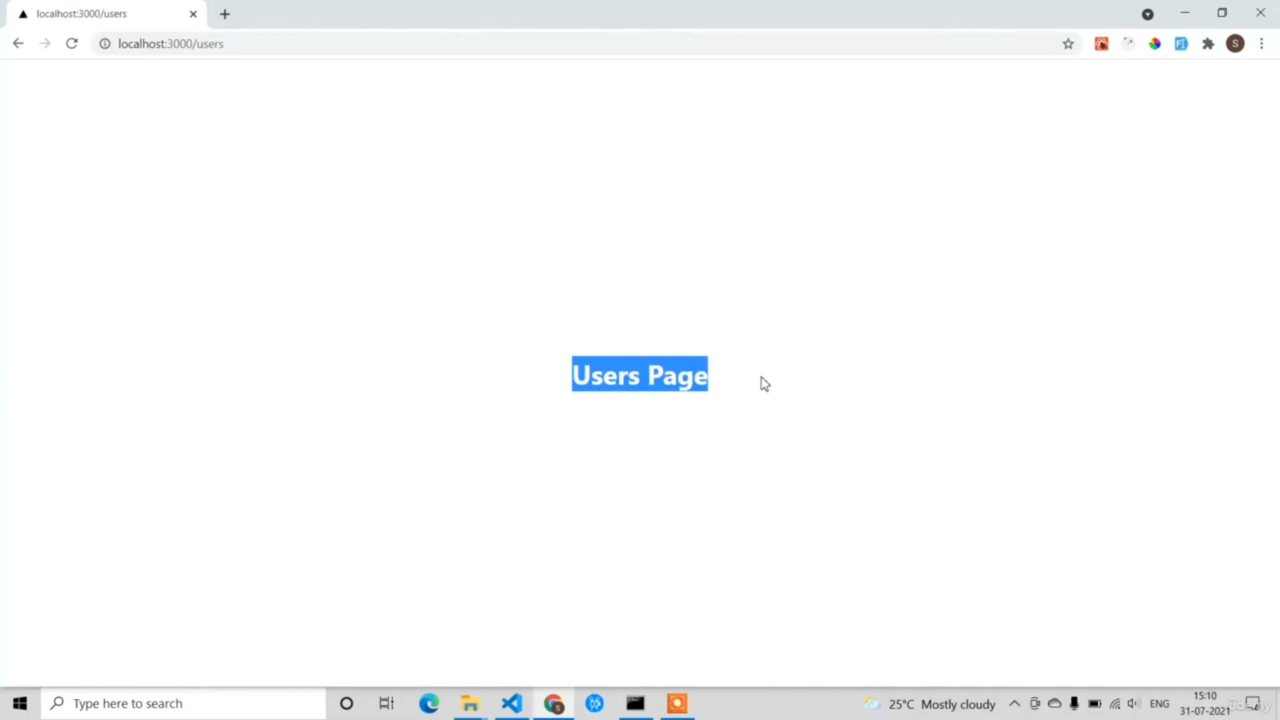 localhost:3000/users
localhost:3000/users
S
Users Page
Type here to search
25°C Mostly cloudy
ENG
15:10
31-07-2021
Udemy